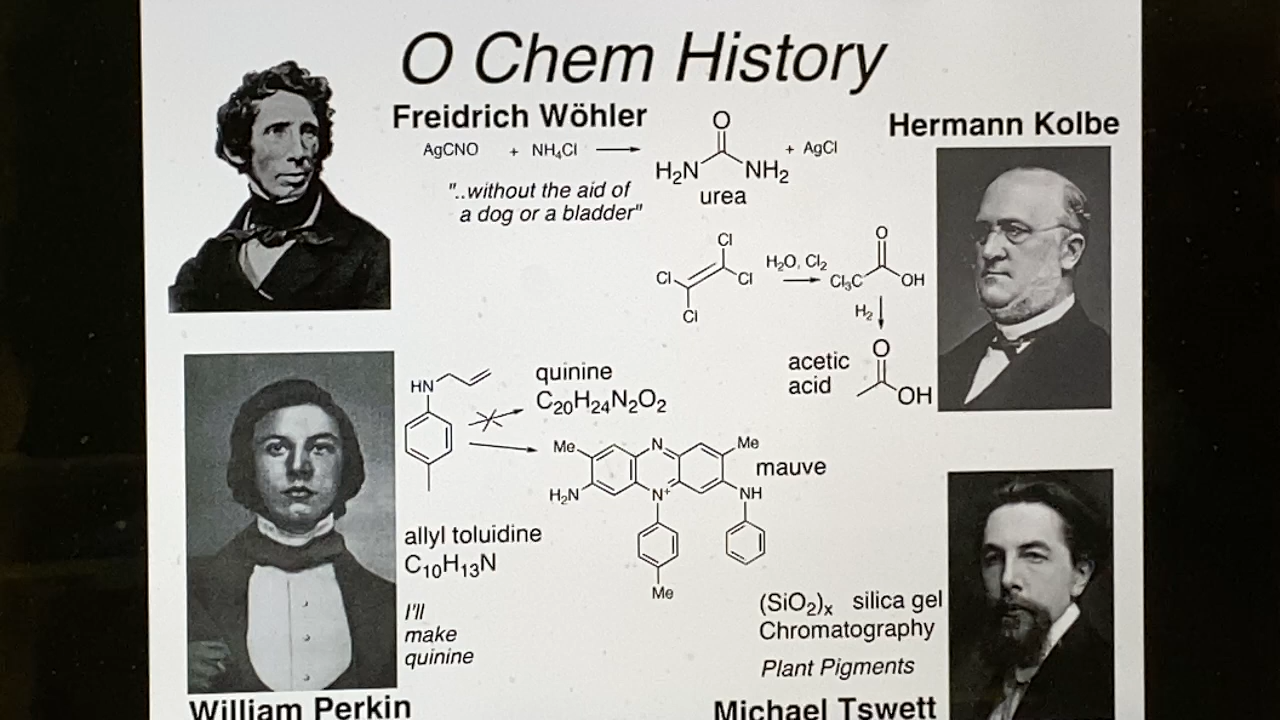 O Chem History
Freidrich Wöhler
AgCNO + NH₄Cl
O
H₂N NH₂
+ AgCl
urea
"..without the aid of
a dog or a bladder"
Hermann Kolbe
Cl
Cl Cl
Cl
H₂O, Cl₂
O
Cl₃C OH
H₂
acetic
acid
O
OH
HN
quinine
C₂₀H₂₄N₂O₂
Me N Me
mauve
H₂N N⁺ NH
Me
allyl toluidine
C₁₀H₁₃N
I'll
make
quinine
William Perkin
(SiO₂)ₓ silica gel
Chromatography
Plant Pigments
Michael Tswett